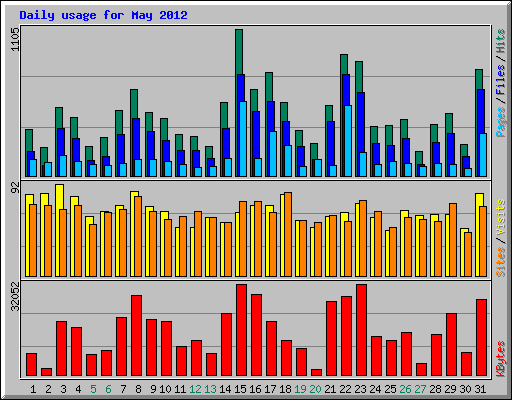 Daily usage for May 2012
1105
Pages / Files / Hits
92
Sites / Visits
32052
KBytes
1 2 3 4 5 6 7 8 9 10 11 12 13 14 15 16 17 18 19 20 21 22 23 24 25 26 27 28 29 30 31